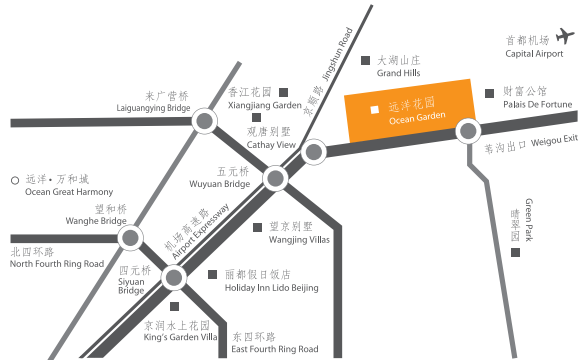 首都机场
Capital Airport
大湖山庄
Grand Hills
京顺路 Jingshun Road
财富公馆
Palais De Fortune
来广营桥
Laiguangying Bridge
香江花园
Xiangjiang Garden
远洋花园
Ocean Garden
观唐别墅
Cathay View
苇沟出口 Weigou Exit
五元桥
Wuyuan Bridge
远洋·万和城
Ocean Great Harmony
望和桥
Wanghe Bridge
机场高速路
Airport Expressway
望京别墅
Wangjing Villas
晴翠园
Green Park
北四环路
North Fourth Ring Road
四元桥
Siyuan
Bridge
丽都假日饭店
Holiday Inn Lido Beijing
京润水上花园
King's Garden Villa
东四环路
East Fourth Ring Road